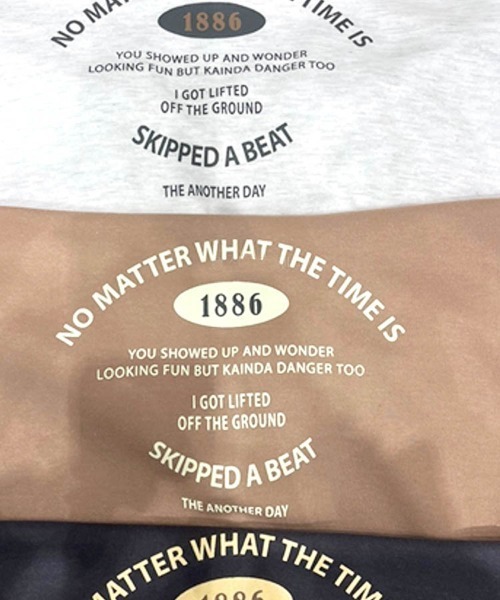 NO MA TIME IS
1886
YOU SHOWED UP AND WONDER
LOOKING FUN BUT KAINDA DANGER TOO
I GOT LIFTED
OFF THE GROUND
SKIPPED A BEAT
THE ANOTHER DAY
NO MATTER WHAT THE TIME IS
1886
YOU SHOWED UP AND WONDER
LOOKING FUN BUT KAINDA DANGER TOO
I GOT LIFTED
OFF THE GROUND
SKIPPED A BEAT
THE ANOTHER DAY
MATTER WHAT THE TIM
1886